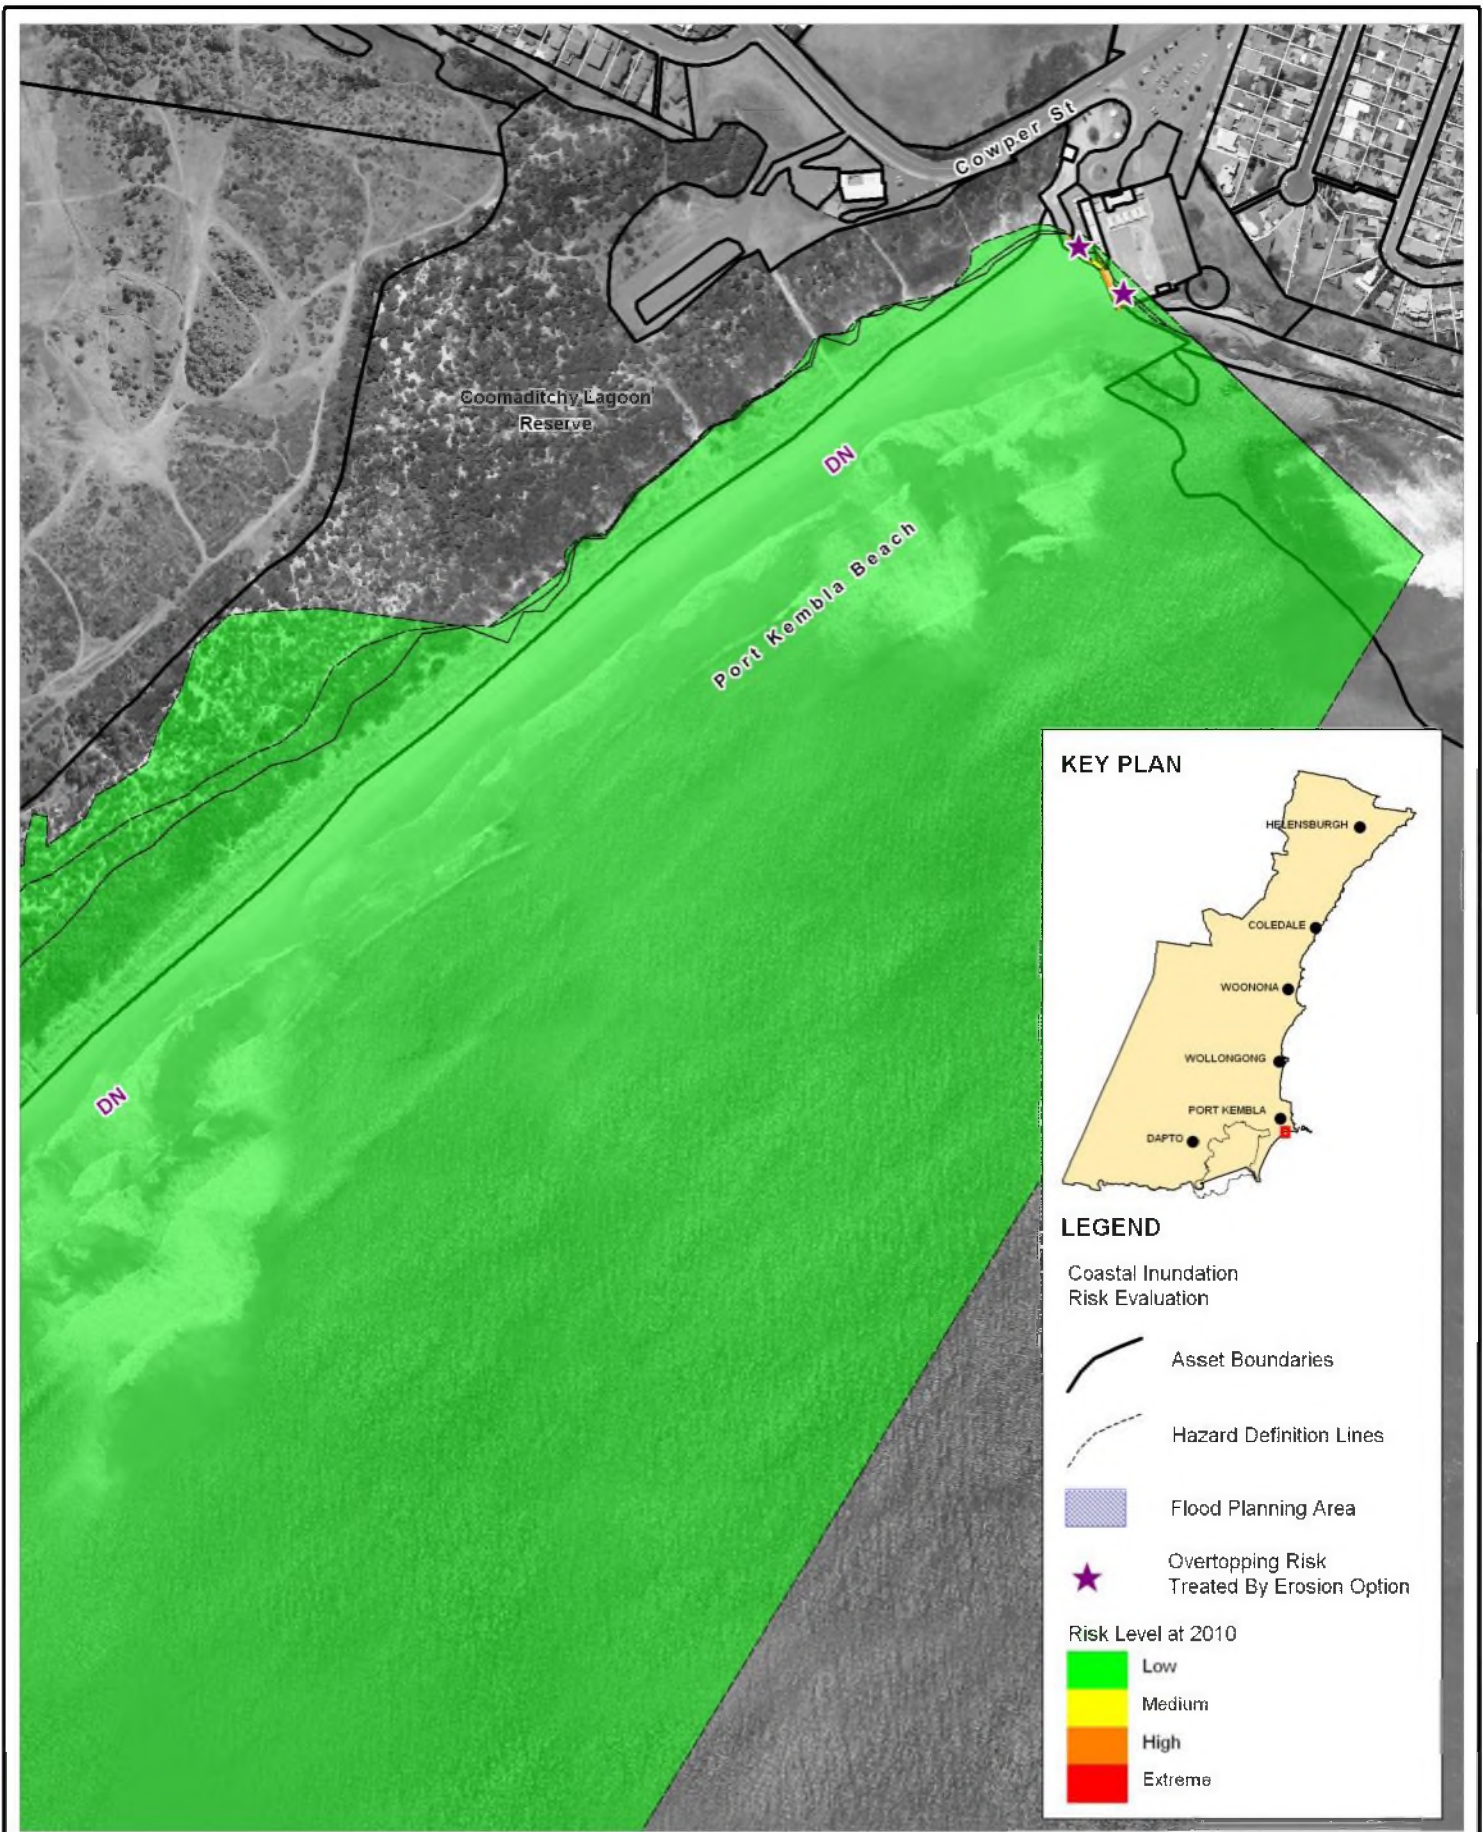 Cowper St
Coomaditchy Lagoon
Reserve
DN
Port Kembla Beach
DN
KEY PLAN
HELENSBURGH
COLEDALE
WOONONA
WOLLONGONG
PORT KEMBLA
DAPTO
LEGEND
Coastal Inundation
Risk Evaluation
Asset Boundaries
Hazard Definition Lines
Flood Planning Area
Overtopping Risk
Treated By Erosion Option
Risk Level at 2010
Low
Medium
High
Extreme